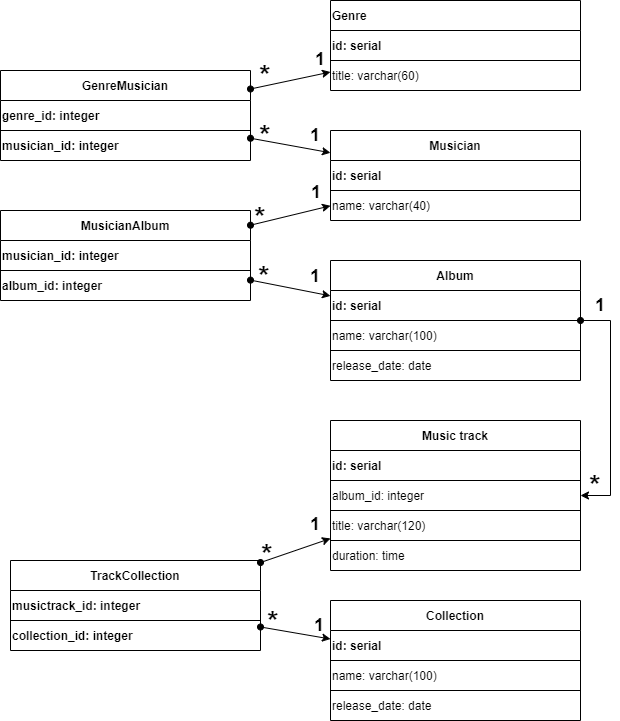 Genre
id: serial
title: varchar(60)
* 1
GenreMusician
genre_id: integer
musician_id: integer
* 1
Musician
id: serial
name: varchar(40)
* 1
MusicianAlbum
musician_id: integer
album_id: integer
* 1
Album
id: serial
name: varchar(100)
release_date: date
1
*
Music track
id: serial
album_id: integer
title: varchar(120)
duration: time
* 1
TrackCollection
musictrack_id: integer
collection_id: integer
* 1
Collection
id: serial
name: varchar(100)
release_date: date